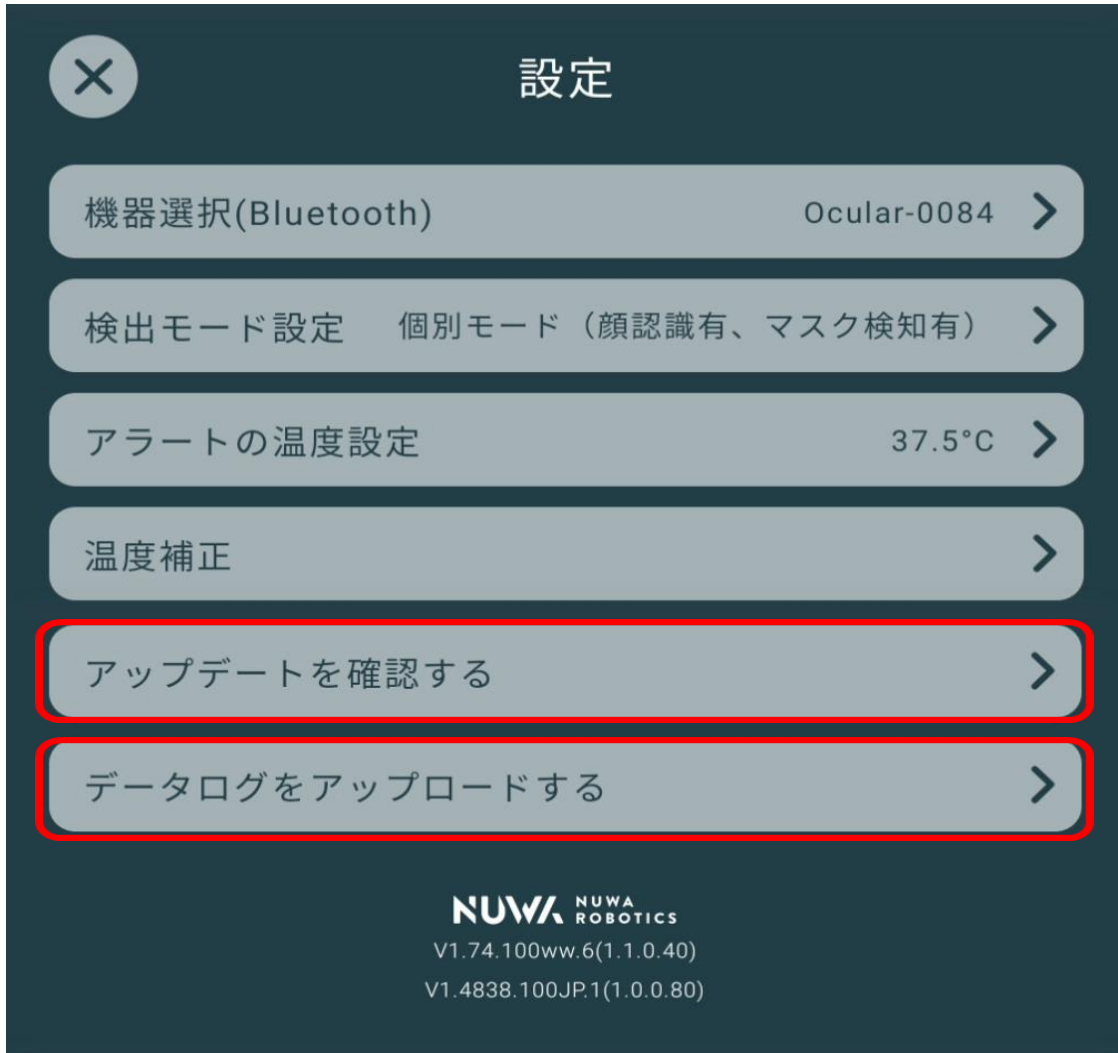 設定
機器選択(Bluetooth) Ocular-0084
検出モード設定 個別モード（顔認識有、マスク検知有）
アラートの温度設定 37.5°C
温度補正
アップデートを確認する
データログをアップロードする
NUWA NUWA ROBOTICS
V1.74.100ww.6(1.1.0.40)
V1.4838.100JP.1(1.0.0.80)